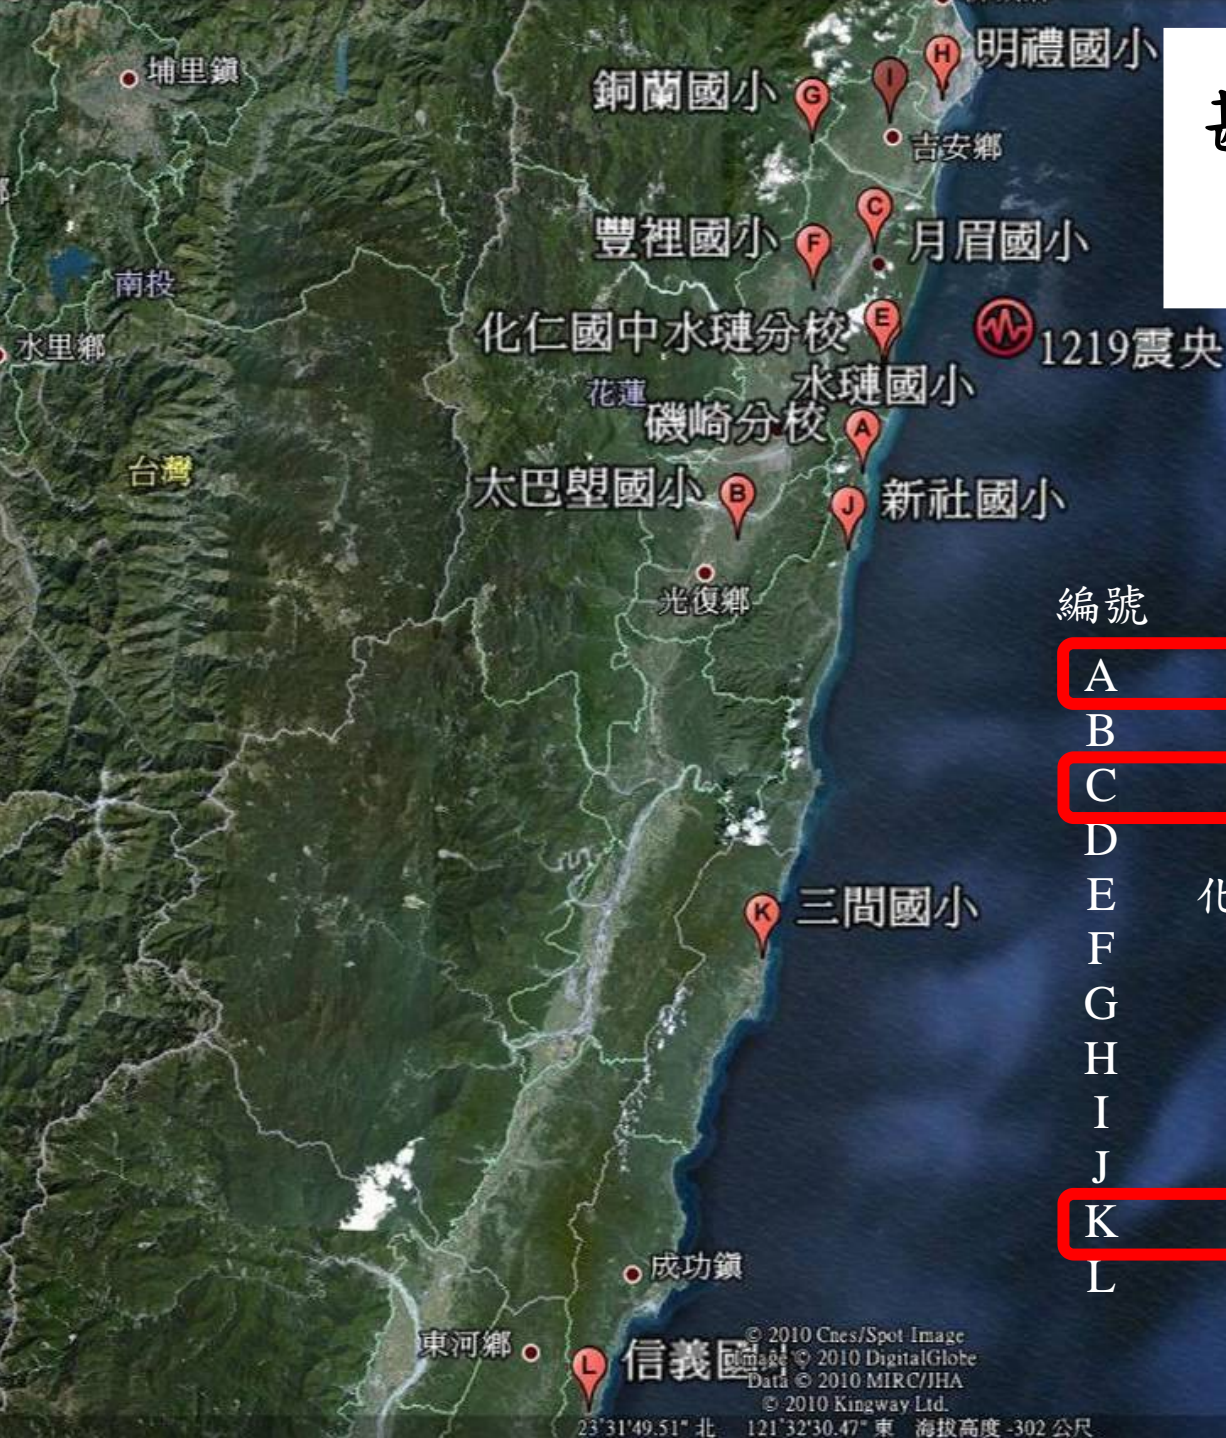 明禮國小
H
埔里鎮
銅蘭國小
G
I
吉安鄉
C
豐裡國小
F
月眉國小
南投
化仁國中水璉分校
E
1219震央
水里鄉
花蓮
水璉國小
磯崎分校
A
台灣
太巴塱國小
B
J
新社國小
光復鄉
編號
A
B
C
D
E
F
G
H
I
J
K
L
K
三間國小
成功鎮
東河鄉
L
信義國
© 2010 Cnes/Spot Image
Image © 2010 DigitalGlobe
Data © 2010 MIRC/JHA
© 2010 Kingway Ltd.
23°31'49.51" 北 121°32'30.47" 東 海拔高度 -302 公尺